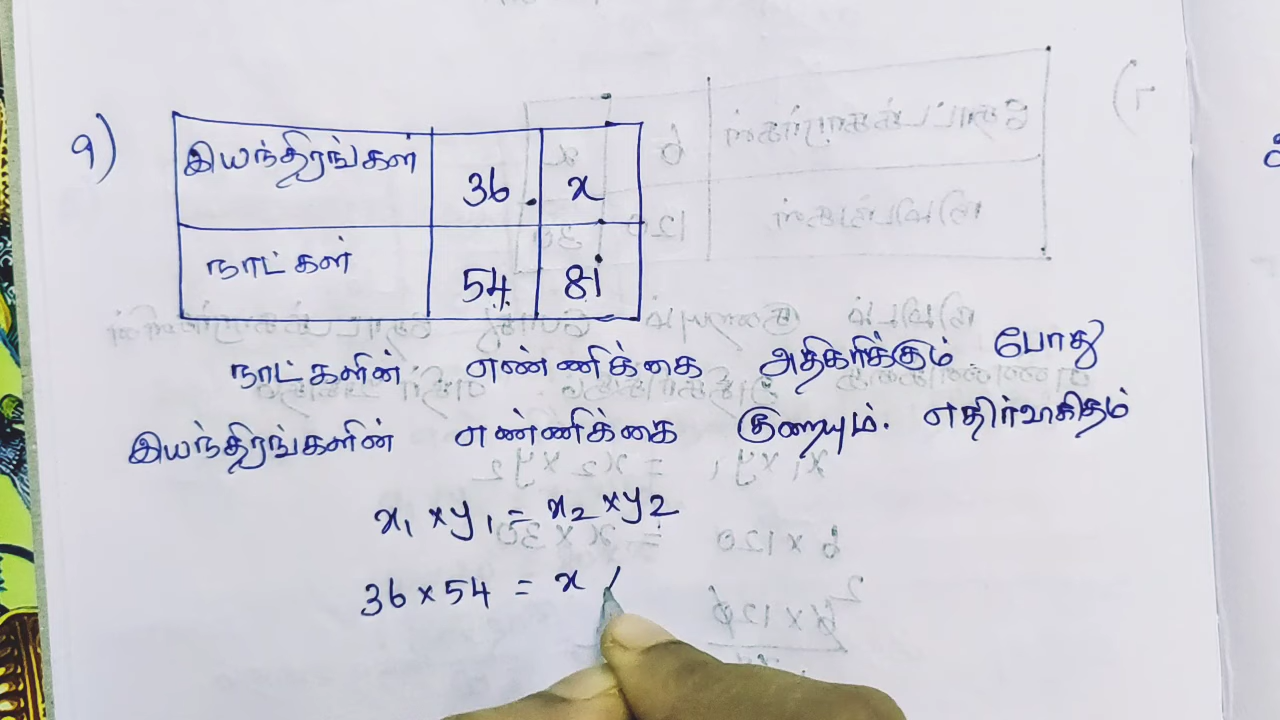 9)
இயந்திரங்கள் 36 x
நாட்கள் 54 81
நாட்களின் எண்ணிக்கை அதிகரிக்கும் போது
இயந்திரங்களின் எண்ணிக்கை குறையும். எதிர்விகிதம்
x₁ × y₁ = x₂ × y₂
36 × 54 = x